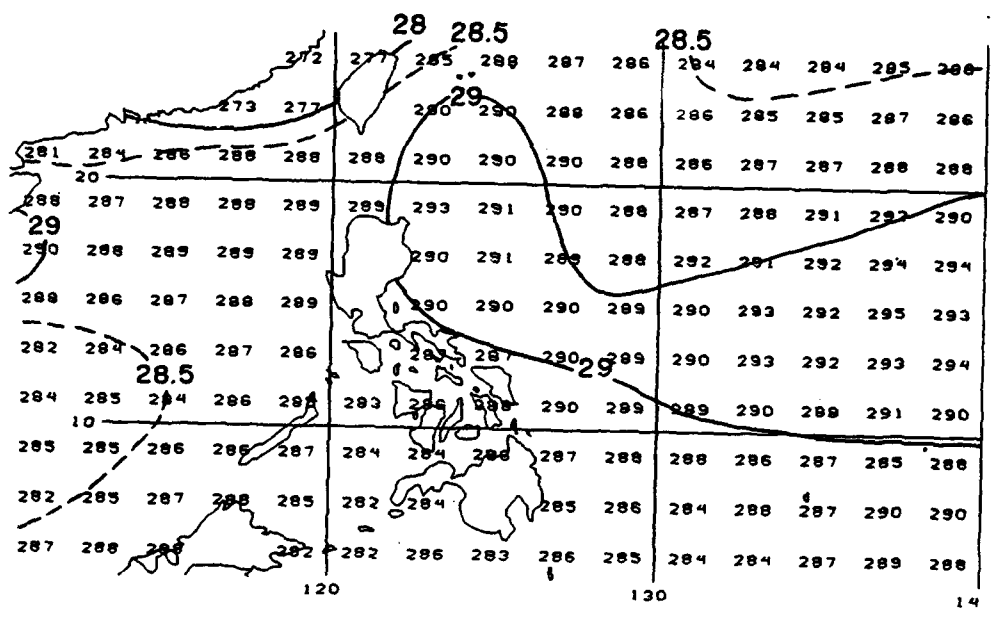 28 28.5 28.5
272 277 285 288 287 286 284 284 284 285 288
29
273 277 290 290 288 286 286 285 285 287 286
281 284 286 288 288 288 290 290 290 288 286 287 287 288 288
20
288 287 288 288 289 289 293 291 290 288 287 288 291 292 290
29
290 288 289 289 289 290 291 289 288 292 291 292 294 294
288 286 287 288 289 290 290 290 289 290 293 292 295 293
282 284 286 287 286 287 287 290 29 289 290 293 292 293 294
28.5
284 285 284 286 284 283 286 288 290 289 289 290 288 291 290
10
285 285 286 286 287 284 284 286 287 288 288 286 287 285 288
282 285 287 288 285 282 284 285 286 284 288 287 290 290
287 288 288 282 282 286 283 286 285 284 284 287 289 288
120 130 14